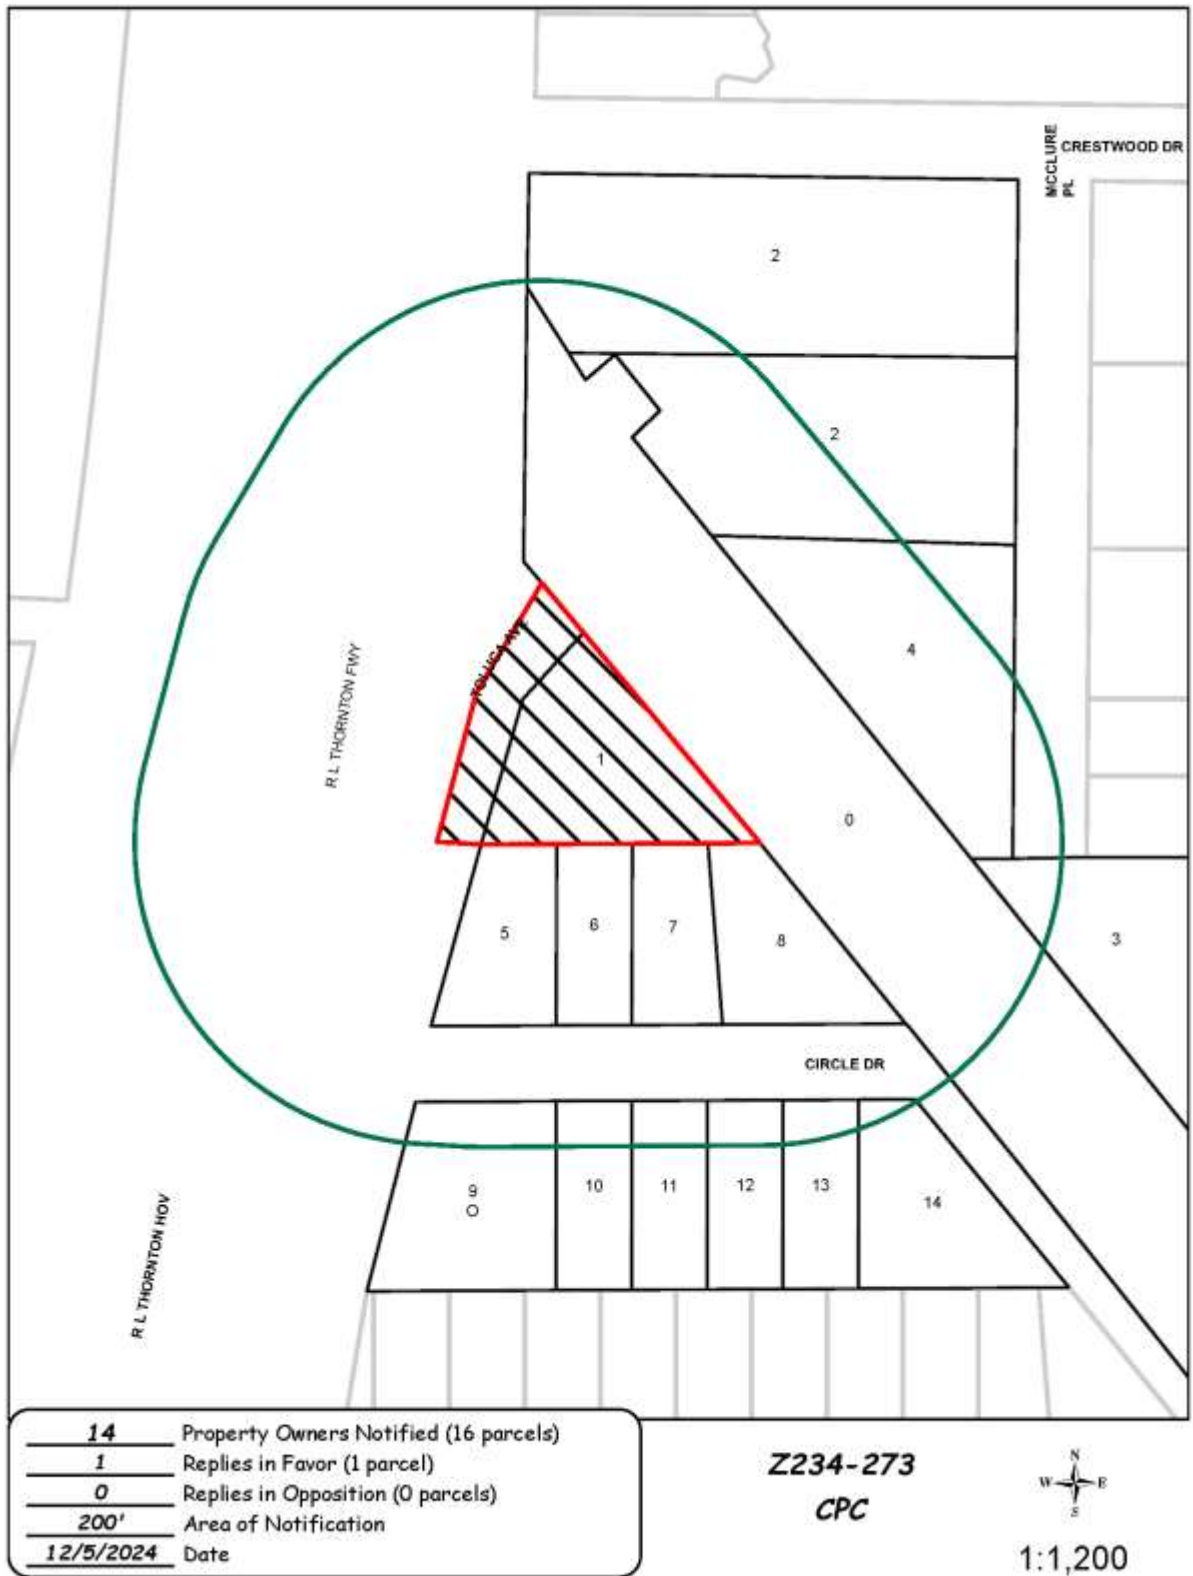 MCCLURE
PL
CRESTWOOD DR
2
2
TOLUCA AVE
R L THORNTON FWY
4
1
0
5
6
7
8
3
CIRCLE DR
9
O
10
11
12
13
14
R L THORNTON HOV
14 Property Owners Notified (16 parcels)
1 Replies in Favor (1 parcel)
0 Replies in Opposition (0 parcels)
200' Area of Notification
12/5/2024 Date
Z234-273
CPC
N
W E
S
1:1,200